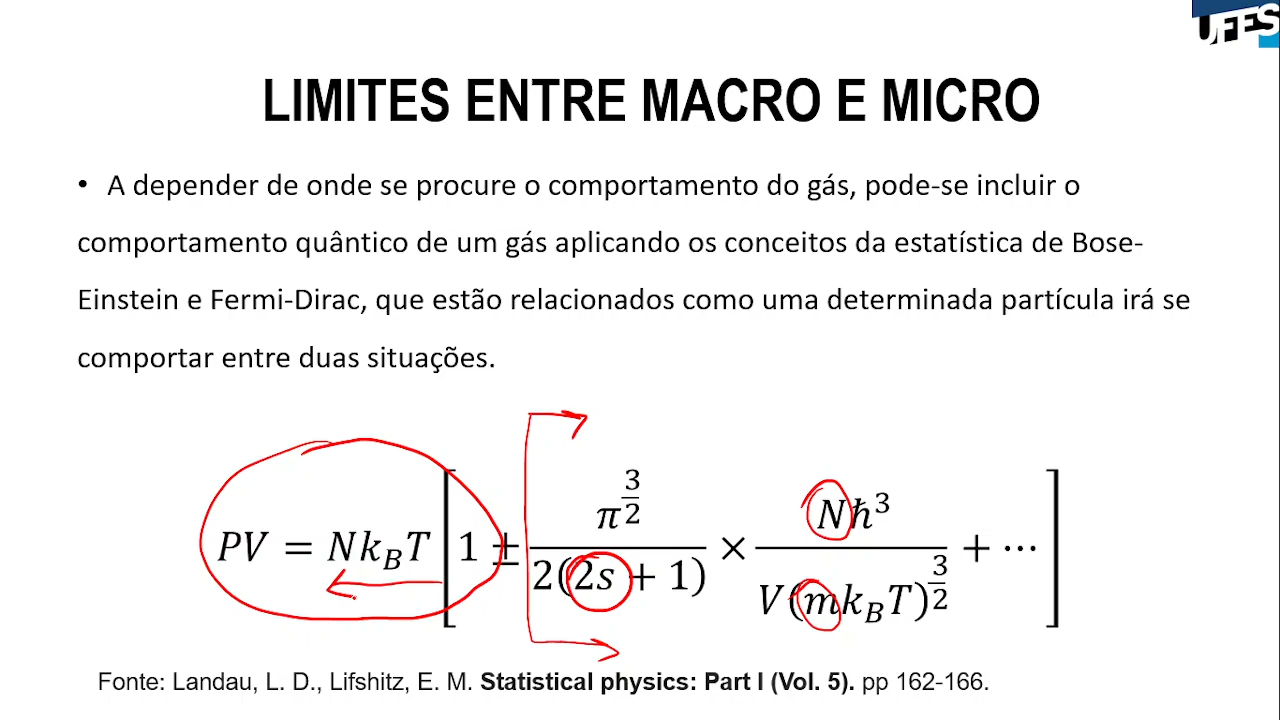 UFES
LIMITES ENTRE MACRO E MICRO
• A depender de onde se procure o comportamento do gás, pode-se incluir o
comportamento quântico de um gás aplicando os conceitos da estatística de Bose-
Einstein e Fermi-Dirac, que estão relacionados como uma determinada partícula irá se
comportar entre duas situações.
PV = Nk_BT [1 ± π^(3/2) / 2(2s + 1) × Nħ³ / V(mk_BT)^(3/2) + ⋯]
Fonte: Landau, L. D., Lifshitz, E. M. Statistical physics: Part I (Vol. 5). pp 162-166.